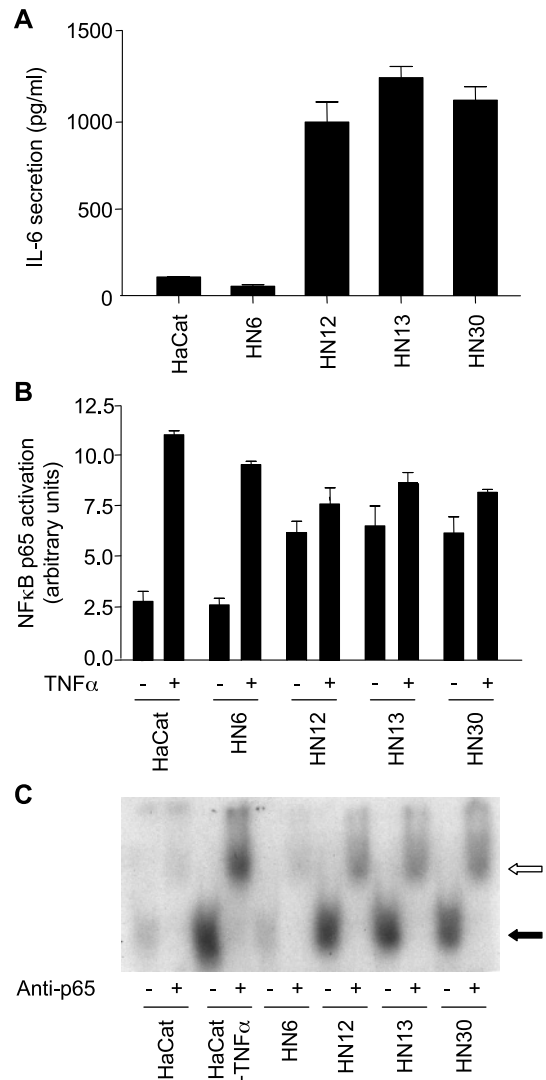 A
IL-6 secretion (pg/ml)
1500
1000
500
0
HaCat
HN6
HN12
HN13
HN30
B
NFκB p65 activation
(arbitrary units)
12.5
10.0
7.5
5.0
2.5
0.0
TNFα - + - + - + - + - +
HaCat
HN6
HN12
HN13
HN30
C
Anti-p65 - + - + - + - + - + - +
HaCat
HaCat
-TNFα
HN6
HN12
HN13
HN30